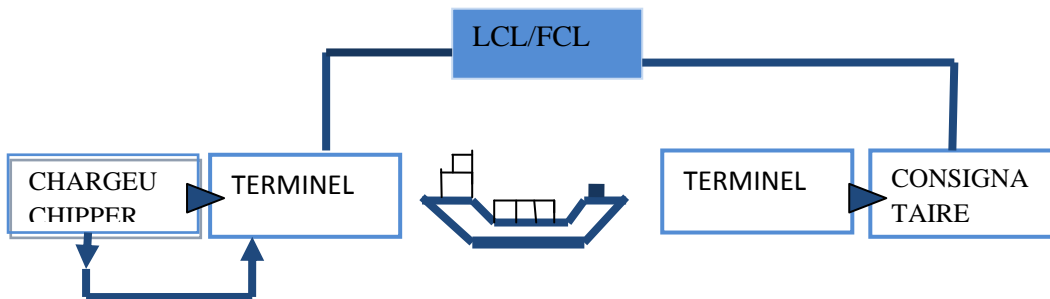 LCL/FCL
CHARGEU
CHIPPER
TERMINEL
TERMINEL
CONSIGNA
TAIRE